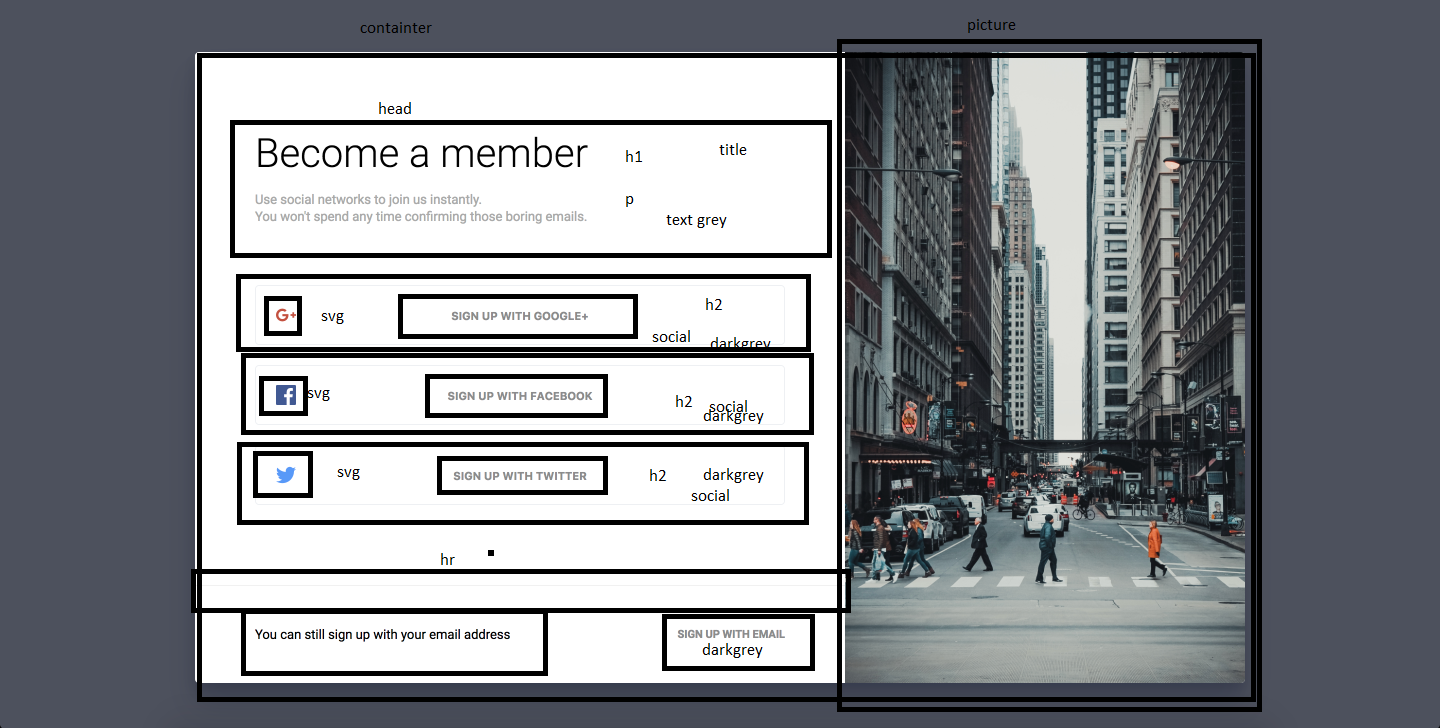 containter
picture
head
Become a member
h1
title
Use social networks to join us instantly.
You won't spend any time confirming those boring emails.
p
text grey
G+
svg
SIGN UP WITH GOOGLE+
h2
social
darkgrey
f
svg
SIGN UP WITH FACEBOOK
h2
social
darkgrey
svg
SIGN UP WITH TWITTER
h2
darkgrey
social
hr
You can still sign up with your email address
SIGN UP WITH EMAIL
darkgrey